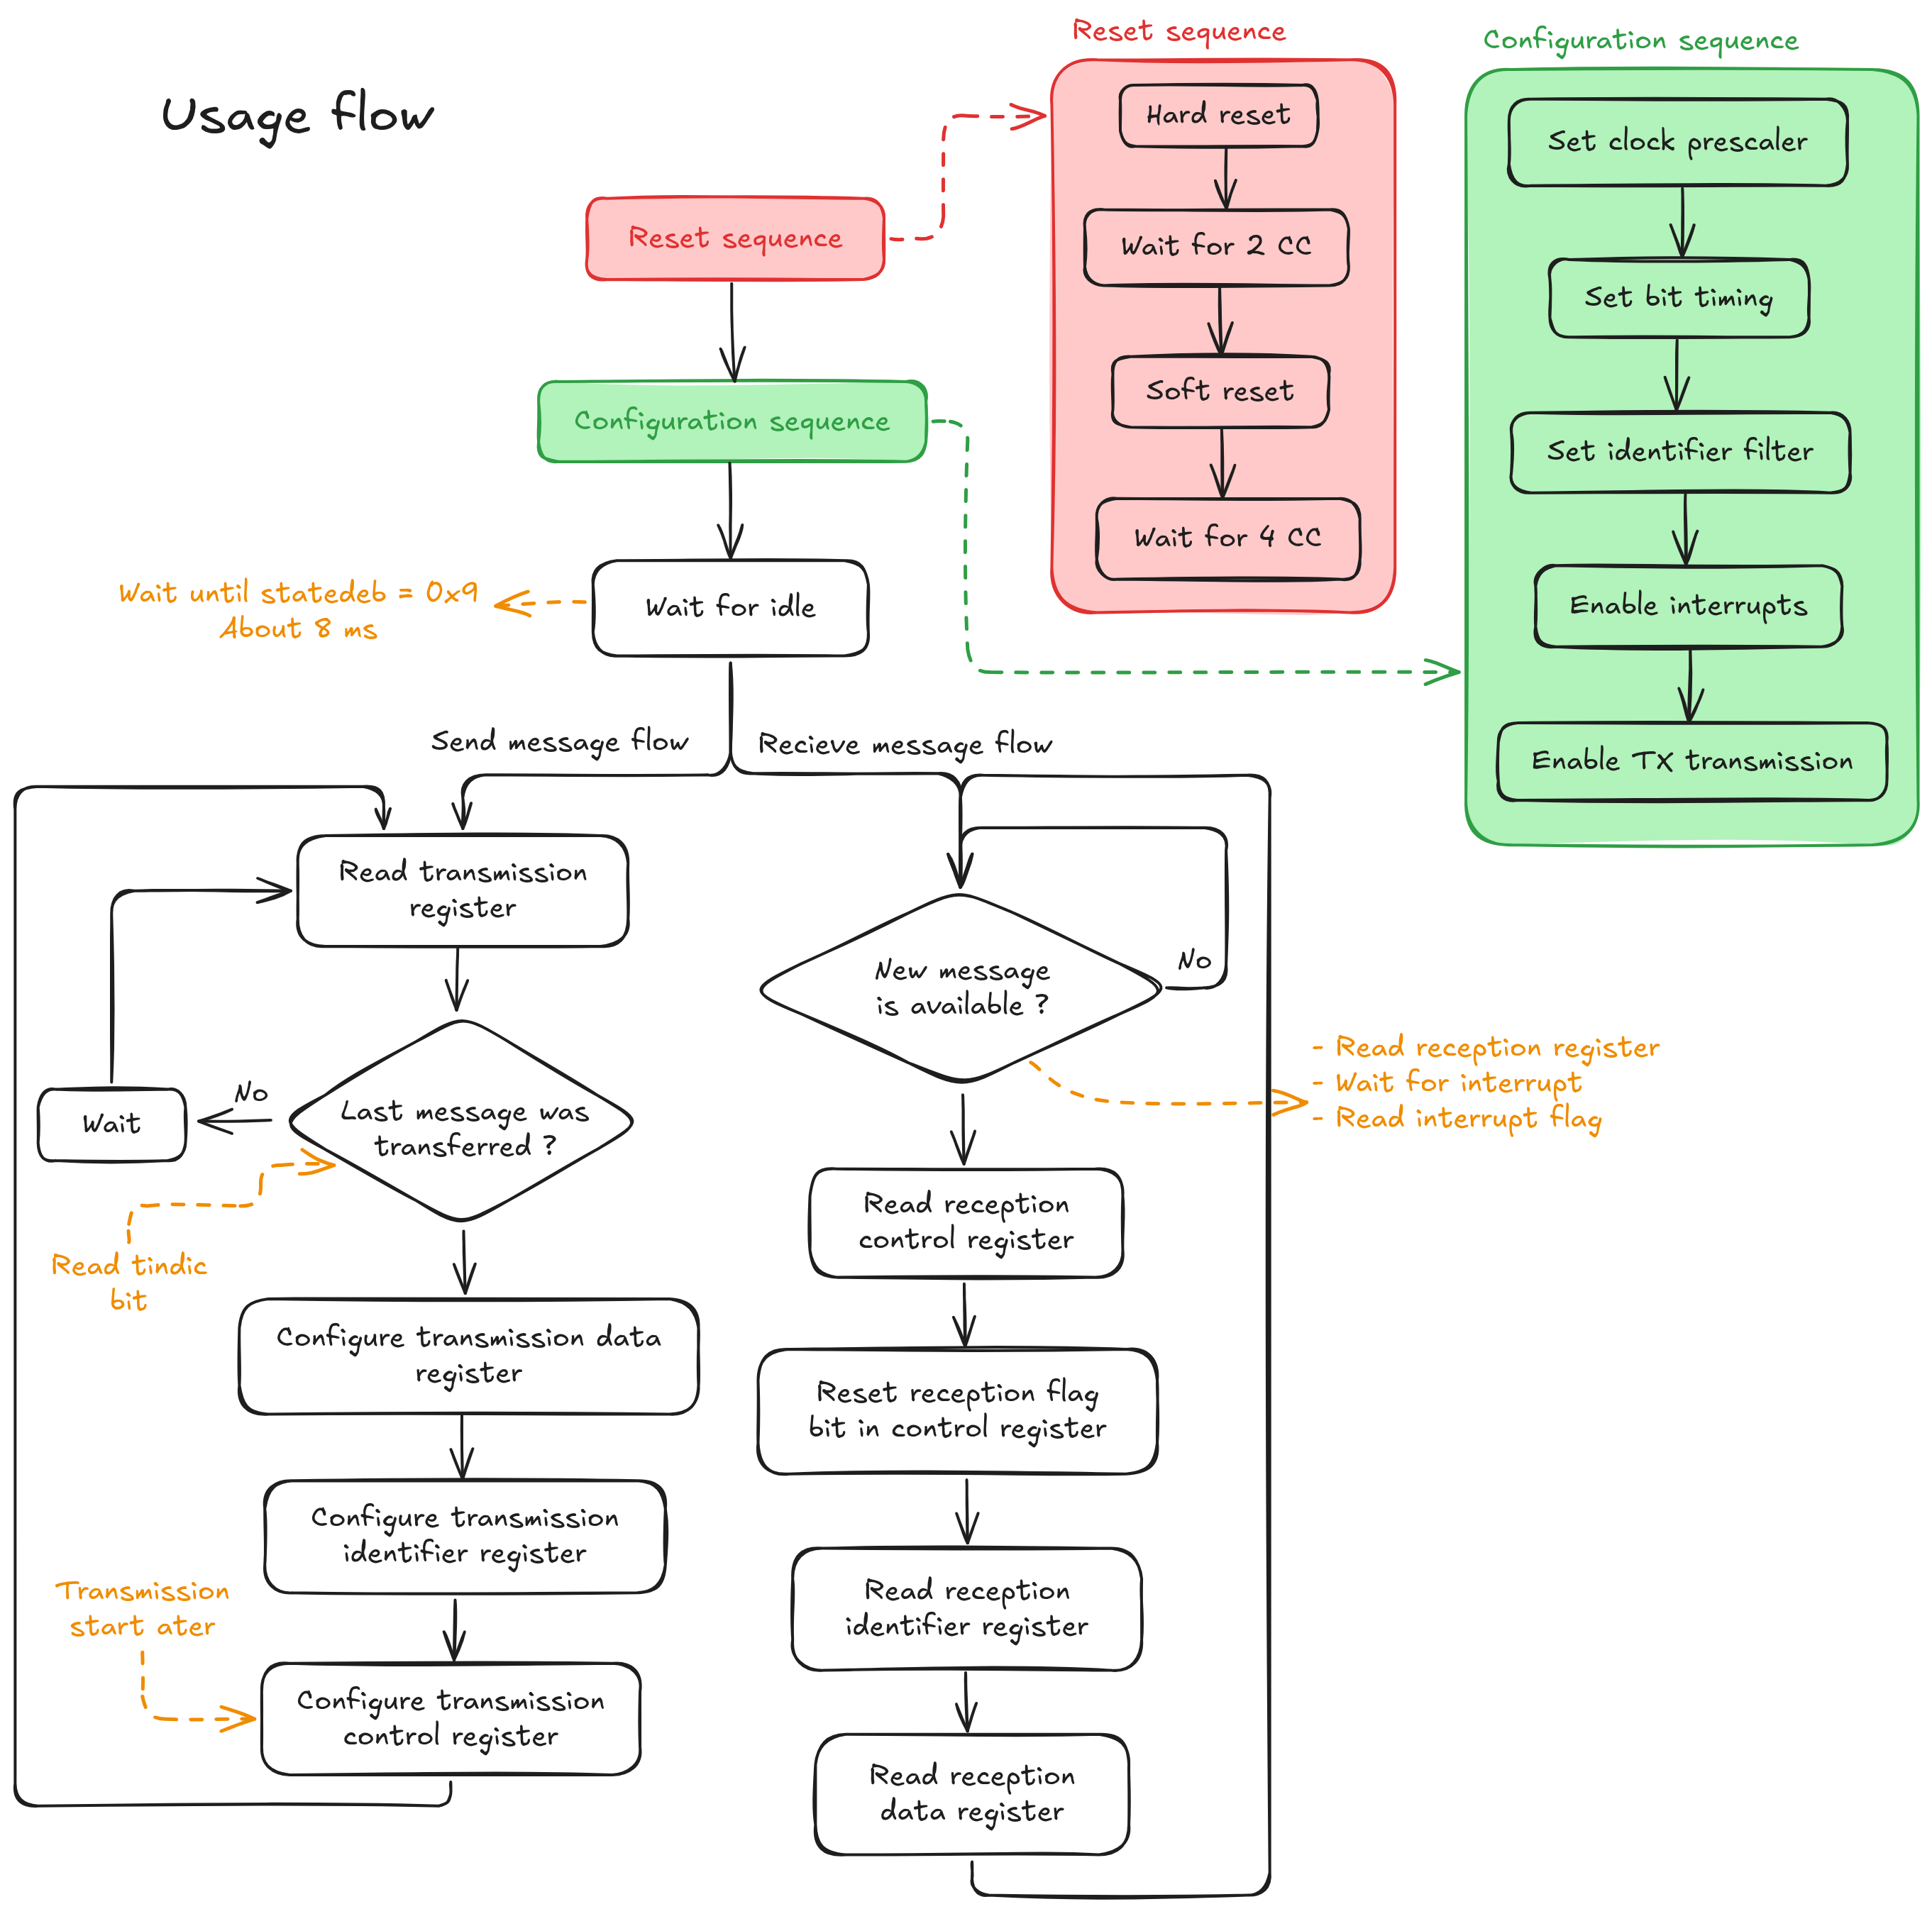 Usage flow
Reset sequence
Configuration sequence
Wait for idle
Wait until statedeb = 0x9
About 8 ms
Reset sequence
Hard reset
Wait for 2 CC
Soft reset
Wait for 4 CC
Configuration sequence
Set clock prescaler
Set bit timing
Set identifier filter
Enable interrupts
Enable TX transmission
Send message flow
Read transmission
register
Last message was
transferred ?
No
Wait
Read tindic
bit
Configure transmission data
register
Configure transmission
identifier register
Transmission
start ater
Configure transmission
control register
Recieve message flow
New message
is available ?
No
- Read reception register
- Wait for interrupt
- Read interrupt flag
Read reception
control register
Reset reception flag
bit in control register
Read reception
identifier register
Read reception
data register